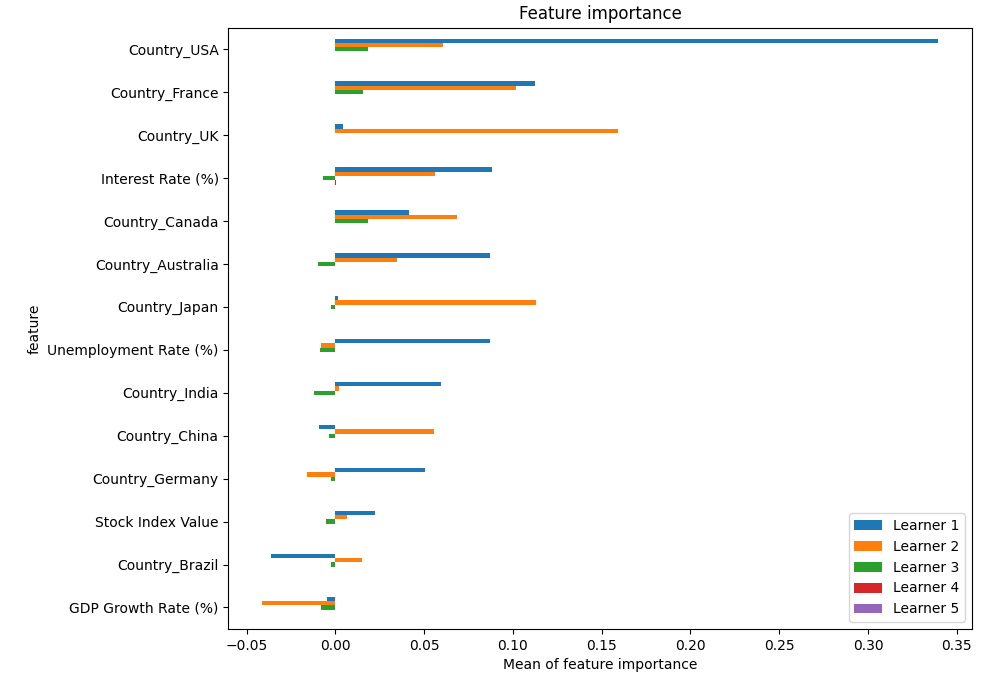 Feature importance
Country_USA
Country_France
Country_UK
Interest Rate (%)
Country_Canada
Country_Australia
Country_Japan
Unemployment Rate (%)
Country_India
Country_China
Country_Germany
Stock Index Value
Country_Brazil
GDP Growth Rate (%)
feature
Learner 1
Learner 2
Learner 3
Learner 4
Learner 5
−0.05 0.00 0.05 0.10 0.15 0.20 0.25 0.30 0.35
Mean of feature importance